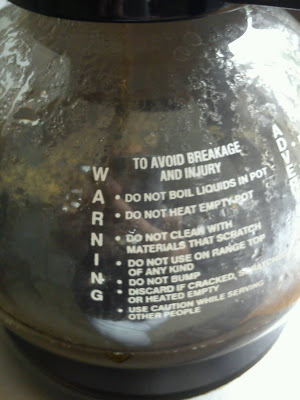 TO AVOID BREAKAGE
AND INJURY
WARNING
• DO NOT BOIL LIQUIDS IN POT
• DO NOT HEAT EMPTY POT
• DO NOT CLEAN WITH
MATERIALS THAT SCRATCH
• DO NOT USE ON RANGE TOP
OF ANY KIND
• DO NOT BUMP
• DISCARD IF CRACKED, SCRATCHED
OR HEATED EMPTY
• USE CAUTION WHILE SERVING
OTHER PEOPLE
ADVE